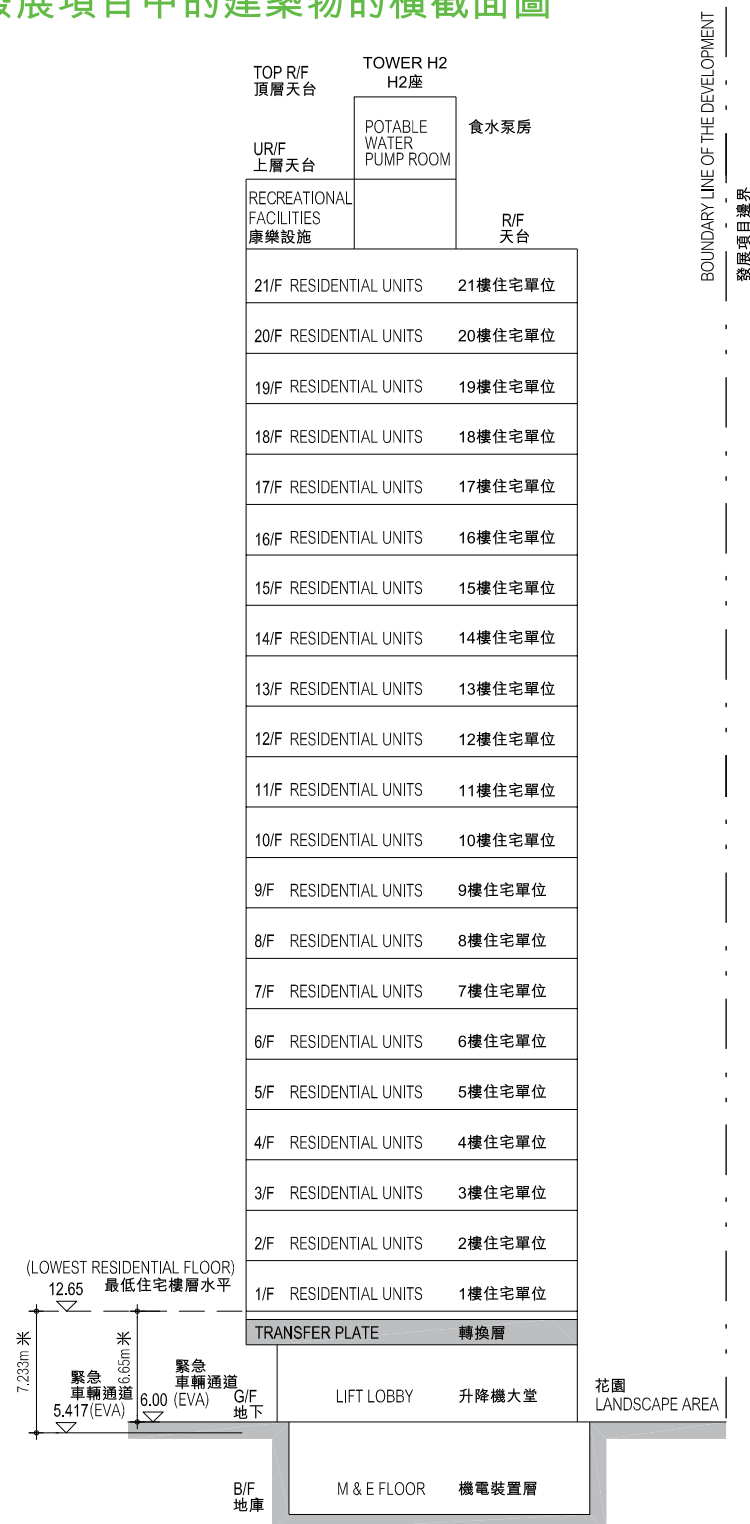 發展項目中的建築物的橫截面圖
TOWER H2
H2座
TOP R/F
頂層天台
POTABLE
WATER
PUMP ROOM
食水泵房
UR/F
上層天台
RECREATIONAL
FACILITIES
康樂設施
R/F
天台
BOUNDARY LINE OF THE DEVELOPMENT
發展項目邊界
21/F RESIDENTIAL UNITS 21樓住宅單位
20/F RESIDENTIAL UNITS 20樓住宅單位
19/F RESIDENTIAL UNITS 19樓住宅單位
18/F RESIDENTIAL UNITS 18樓住宅單位
17/F RESIDENTIAL UNITS 17樓住宅單位
16/F RESIDENTIAL UNITS 16樓住宅單位
15/F RESIDENTIAL UNITS 15樓住宅單位
14/F RESIDENTIAL UNITS 14樓住宅單位
13/F RESIDENTIAL UNITS 13樓住宅單位
12/F RESIDENTIAL UNITS 12樓住宅單位
11/F RESIDENTIAL UNITS 11樓住宅單位
10/F RESIDENTIAL UNITS 10樓住宅單位
9/F RESIDENTIAL UNITS 9樓住宅單位
8/F RESIDENTIAL UNITS 8樓住宅單位
7/F RESIDENTIAL UNITS 7樓住宅單位
6/F RESIDENTIAL UNITS 6樓住宅單位
5/F RESIDENTIAL UNITS 5樓住宅單位
4/F RESIDENTIAL UNITS 4樓住宅單位
3/F RESIDENTIAL UNITS 3樓住宅單位
2/F RESIDENTIAL UNITS 2樓住宅單位
1/F RESIDENTIAL UNITS 1樓住宅單位
(LOWEST RESIDENTIAL FLOOR)
12.65 最低住宅樓層水平
TRANSFER PLATE 轉換層
7.233m 米
6.65m 米
緊急
車輛通道
5.417(EVA)
緊急
車輛通道
6.00 (EVA)
G/F
地下
LIFT LOBBY 升降機大堂
花園
LANDSCAPE AREA
B/F
地庫
M & E FLOOR 機電裝置層